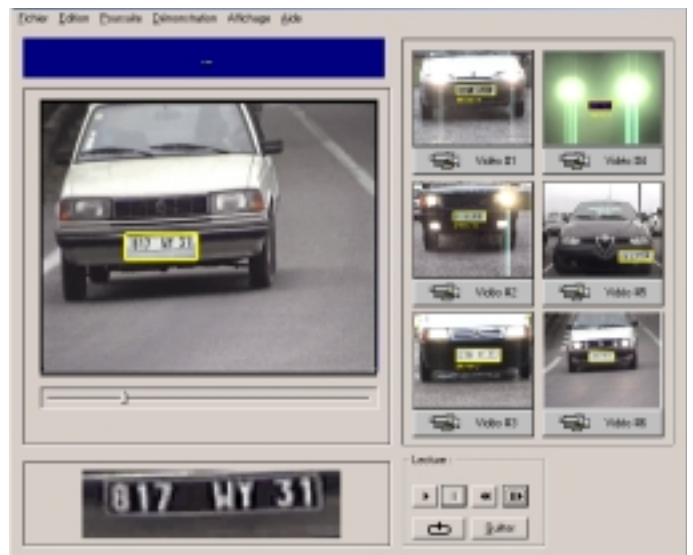 Fichier Edition Poursuite Démonstration Affichage Aide
...
817 WY 31
Vidéo #1
Vidéo #4
Vidéo #2
Vidéo #5
Vidéo #3
Vidéo #6
Lecture :
817 WY 31
Quitter